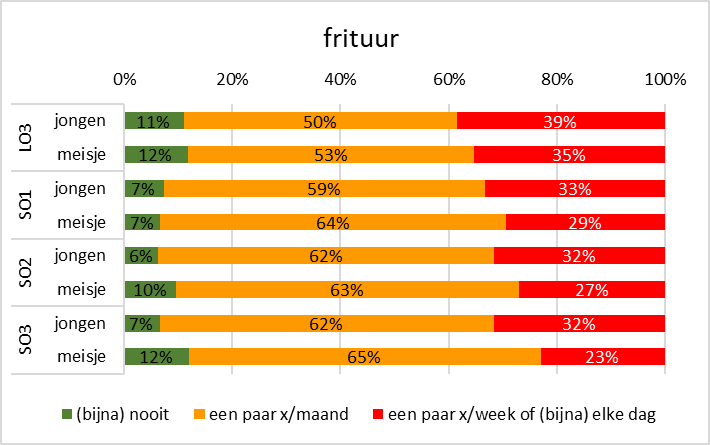 frituur
0% 20% 40% 60% 80% 100%
LO3
jongen 11% 50% 39%
meisje 12% 53% 35%
SO1
jongen 7% 59% 33%
meisje 7% 64% 29%
SO2
jongen 6% 62% 32%
meisje 10% 63% 27%
SO3
jongen 7% 62% 32%
meisje 12% 65% 23%
(bijna) nooit een paar x/maand een paar x/week of (bijna) elke dag